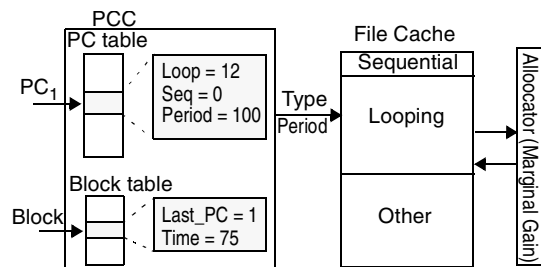 PCC
PC table
Loop = 12
Seq = 0
Period = 100
PC1
Block table
Last_PC = 1
Time = 75
Block
Type
Period
File Cache
Sequential
Looping
Other
Alloocator (Marginal Gain)